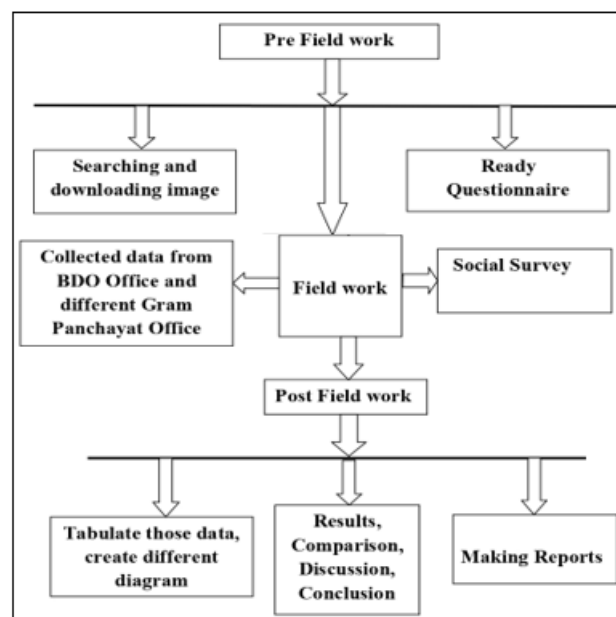 Pre Field work
Searching and
downloading image
Ready
Questionnaire
Collected data from
BDO Office and
different Gram
Panchayat Office
Field work
Social Survey
Post Field work
Tabulate those data,
create different
diagram
Results,
Comparison,
Discussion,
Conclusion
Making Reports